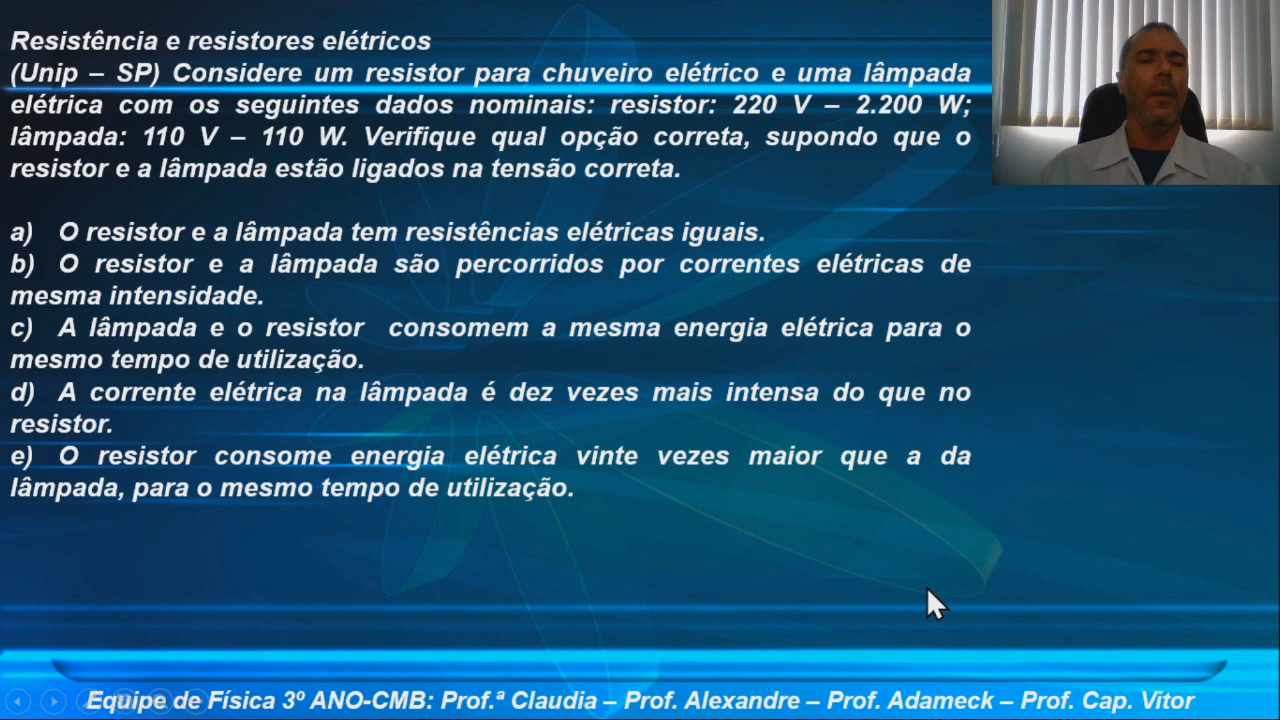 Resistência e resistores elétricos
(Unip – SP) Considere um resistor para chuveiro elétrico e uma lâmpada
elétrica com os seguintes dados nominais: resistor: 220 V – 2.200 W;
lâmpada: 110 V – 110 W. Verifique qual opção correta, supondo que o
resistor e a lâmpada estão ligados na tensão correta.
a) O resistor e a lâmpada tem resistências elétricas iguais.
b) O resistor e a lâmpada são percorridos por correntes elétricas de
mesma intensidade.
c) A lâmpada e o resistor consomem a mesma energia elétrica para o
mesmo tempo de utilização.
d) A corrente elétrica na lâmpada é dez vezes mais intensa do que no
resistor.
e) O resistor consome energia elétrica vinte vezes maior que a da
lâmpada, para o mesmo tempo de utilização.
Equipe de Física 3º ANO-CMB: Prof.ª Claudia – Prof. Alexandre – Prof. Adameck – Prof. Cap. Vitor